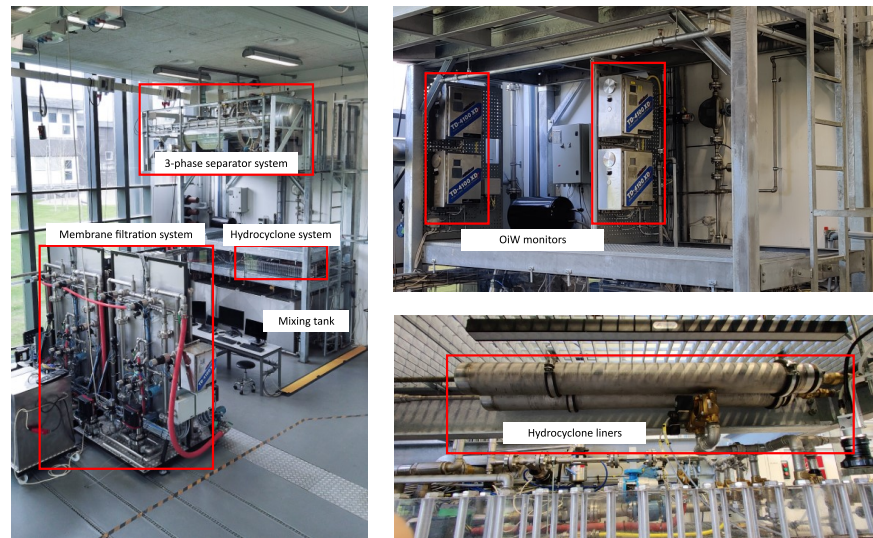 3-phase separator system
Membrane filtration system
Hydrocyclone system
Mixing tank
TD-4100 XD
TD-4100 XD
TD-4100 XD
TD-4100 XD
OiW monitors
Hydrocyclone liners